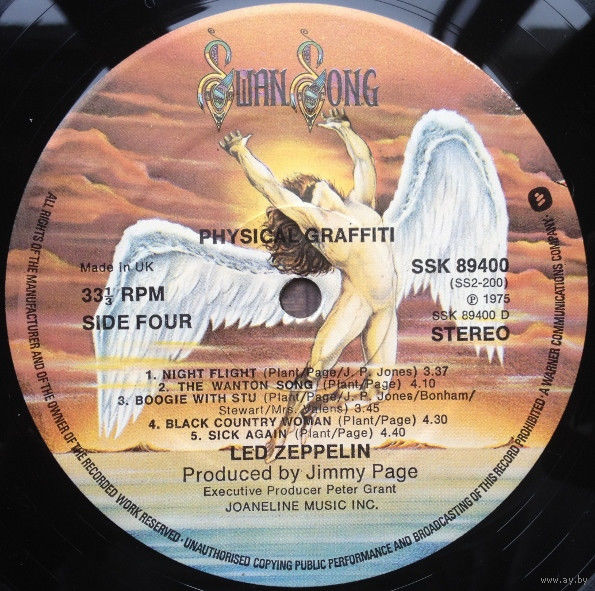 SWAN SONG
PHYSICAL GRAFFITI
Made in UK
33⅓ RPM
SIDE FOUR
SSK 89400
(SS2-200)
℗ 1975
SSK 89400 D
STEREO
1. NIGHT FLIGHT (Plant/Page/J. P. Jones) 3.37
2. THE WANTON SONG (Plant/Page) 4.10
3. BOOGIE WITH STU (Plant/Page/J. P. Jones/Bonham/
Stewart/Mrs. Valens) 3.45
4. BLACK COUNTRY WOMAN (Plant/Page) 4.30
5. SICK AGAIN (Plant/Page) 4.40
LED ZEPPELIN
Produced by Jimmy Page
Executive Producer Peter Grant
JOANELINE MUSIC INC.
ALL RIGHTS OF THE MANUFACTURER AND OF THE OWNER OF THE RECORDED WORK RESERVED · UNAUTHORISED COPYING PUBLIC PERFORMANCE AND BROADCASTING OF THIS RECORD PROHIBITED · A WARNER COMMUNICATIONS COMPANY.
www.ay.by